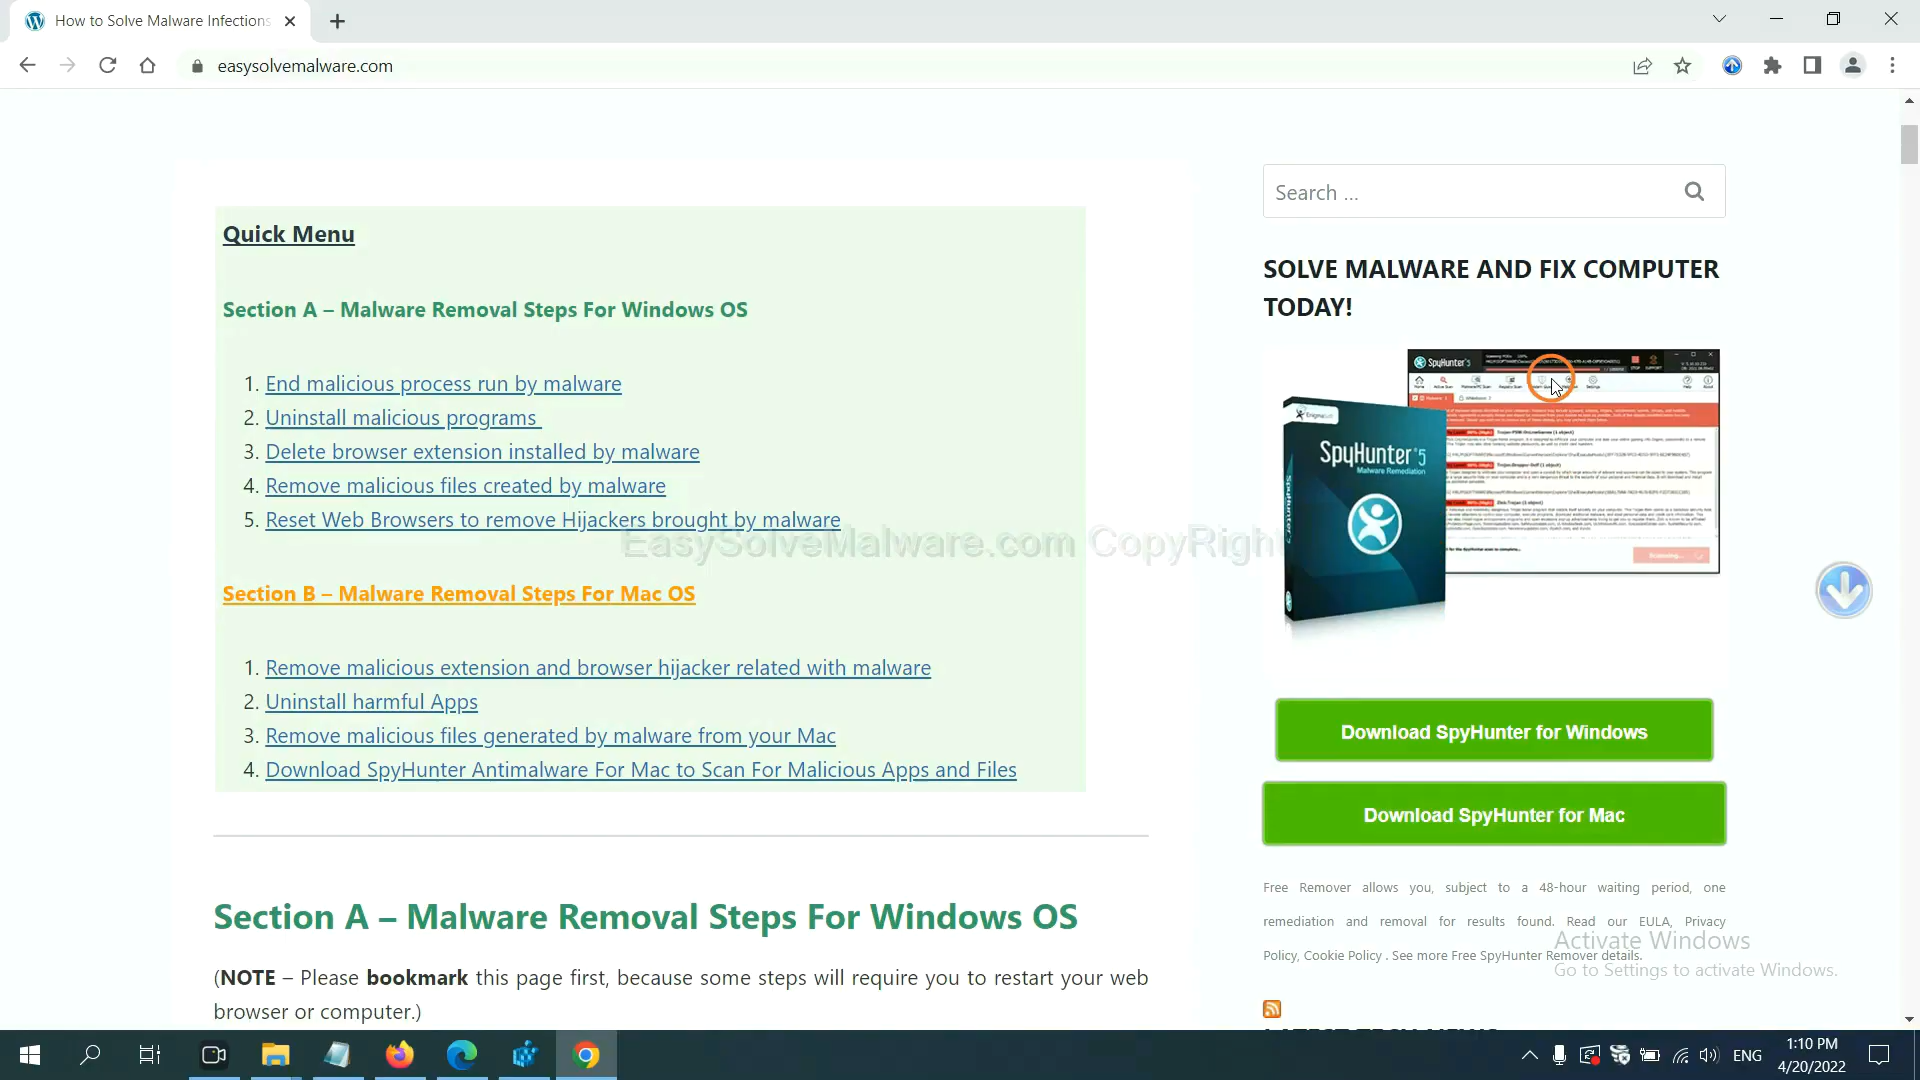 How to Solve Malware Infections
easysolvemalware.com
Search ...
Quick Menu
SOLVE MALWARE AND FIX COMPUTER
TODAY!
Section A – Malware Removal Steps For Windows OS
1. End malicious process run by malware
2. Uninstall malicious programs
3. Delete browser extension installed by malware
4. Remove malicious files created by malware
5. Reset Web Browsers to remove Hijackers brought by malware
EasySolveMalware.com CopyRigh
Section B – Malware Removal Steps For Mac OS
1. Remove malicious extension and browser hijacker related with malware
2. Uninstall harmful Apps
3. Remove malicious files generated by malware from your Mac
4. Download SpyHunter Antimalware For Mac to Scan For Malicious Apps and Files
SpyHunter 5
EnigmaSoft
SpyHunter 5
Malware Remediation
SpyHunter 5
Download SpyHunter for Windows
Download SpyHunter for Mac
Free Remover allows you, subject to a 48-hour waiting period, one
remediation and removal for results found. Read our EULA, Privacy
Policy, Cookie Policy . See more Free SpyHunter Remover details.
Activate Windows
Go to Settings to activate Windows.
Section A – Malware Removal Steps For Windows OS
(NOTE – Please bookmark this page first, because some steps will require you to restart your web
browser or computer.)
LATEST TECH NEWS
ENG
1:10 PM
4/20/2022